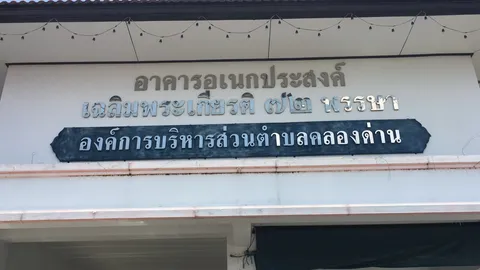 อาคารอเนกประสงค์
เฉลิมพระเกียรติ ๗๒ พรรษา
องค์การบริหารส่วนตำบลคลองด่าน